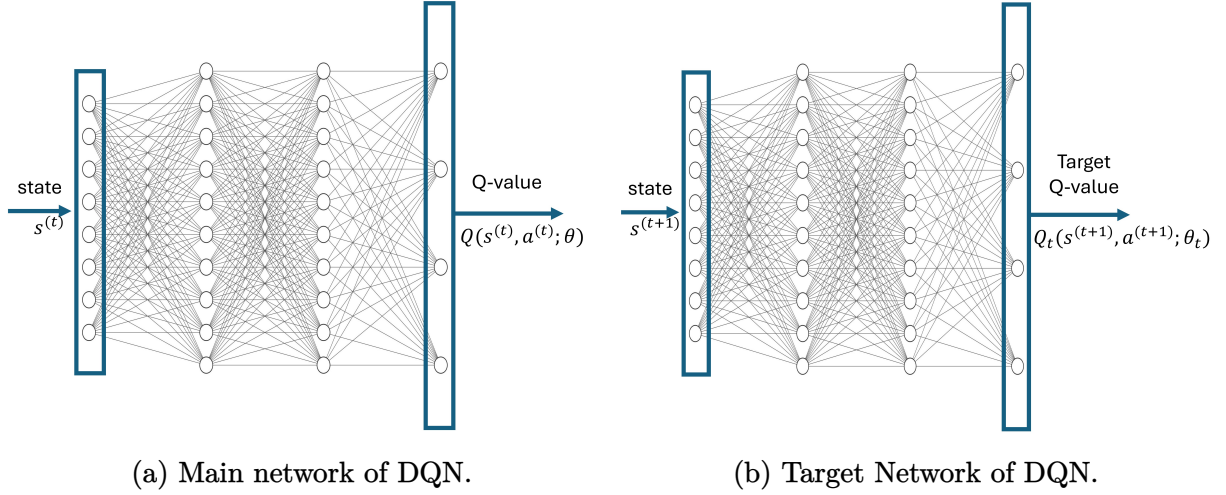 state
s^(t)
Q-value
Q(s^(t), a^(t); θ)
(a) Main network of DQN.
state
s^(t+1)
Target
Q-value
Q_t(s^(t+1), a^(t+1); θ_t)
(b) Target Network of DQN.